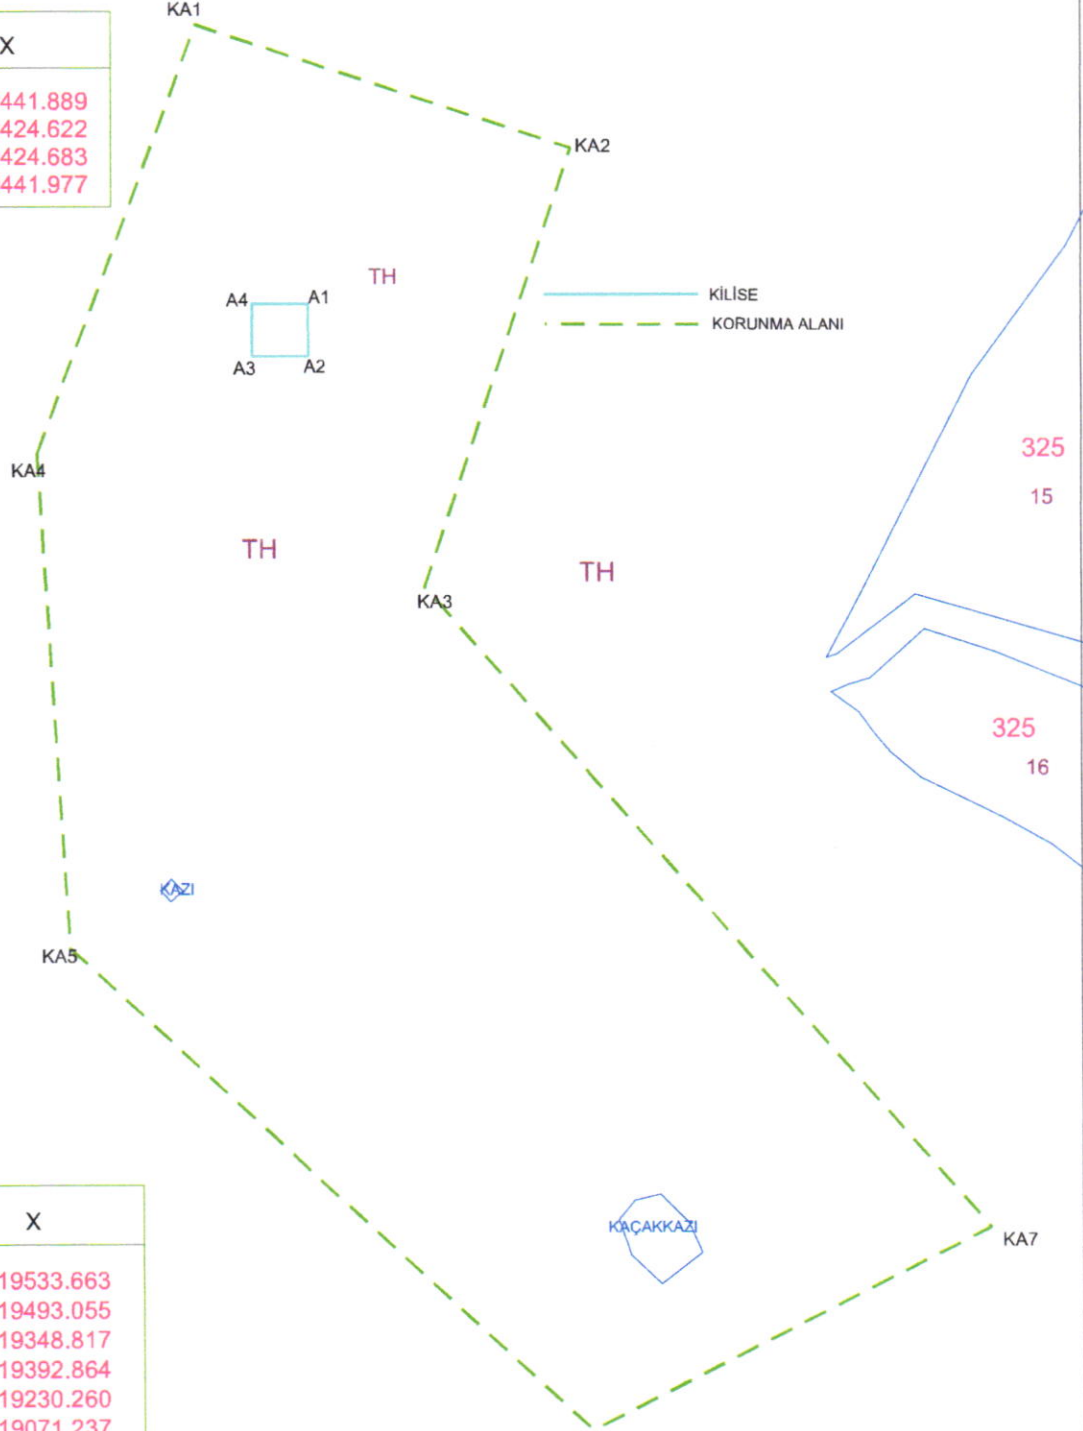 KA1
X
441.889
424.622
424.683
441.977
KA2
TH
A4
A1
A3
A2
KİLİSE
KORUNMA ALANI
KA4
325
15
TH
TH
KA3
325
16
KAZI
KA5
X
19533.663
19493.055
19348.817
19392.864
19230.260
19071.237
KAÇAKKAZI
KA7